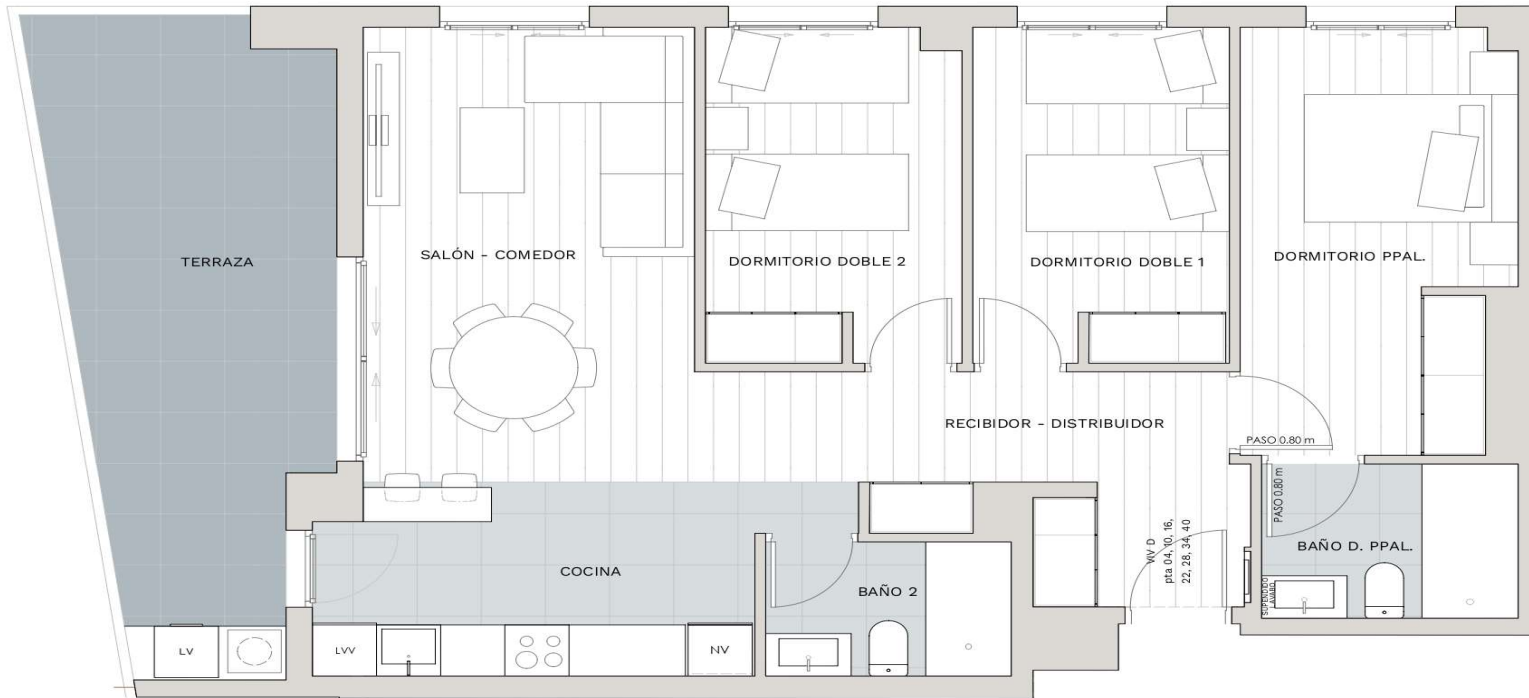 TERRAZA
SALÓN - COMEDOR
DORMITORIO DOBLE 2
DORMITORIO DOBLE 1
DORMITORIO PPAL.
RECIBIDOR - DISTRIBUIDOR
PASO 0.80 m
PASO 0.80 m
VIV D
pta 04, 10, 16,
22, 28, 34, 40
BAÑO D. PPAL.
COCINA
BAÑO 2
SUPENDIDO
LAVABO
LV
LVV
NV